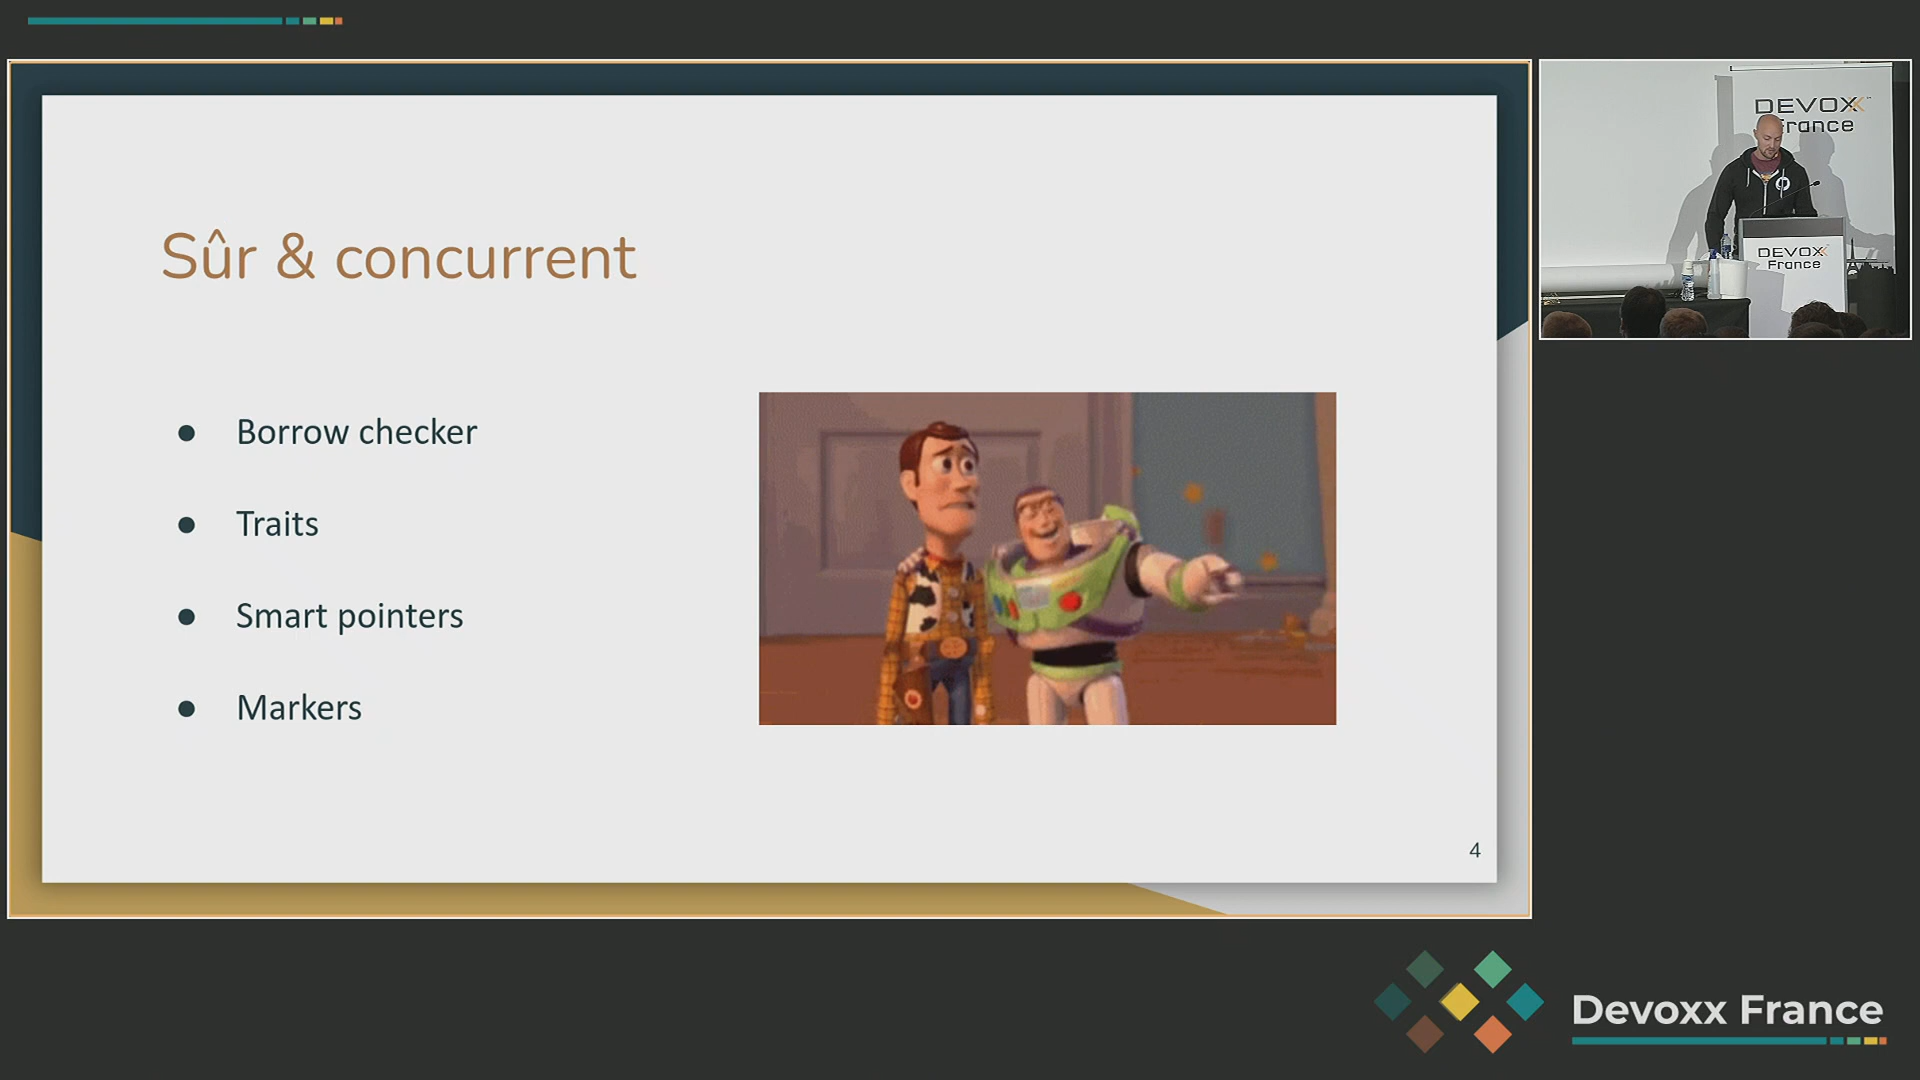 Sûr & concurrent
● Borrow checker
● Traits
● Smart pointers
● Markers
4
DEVOXX
France
DEVOXX
France
Devoxx France